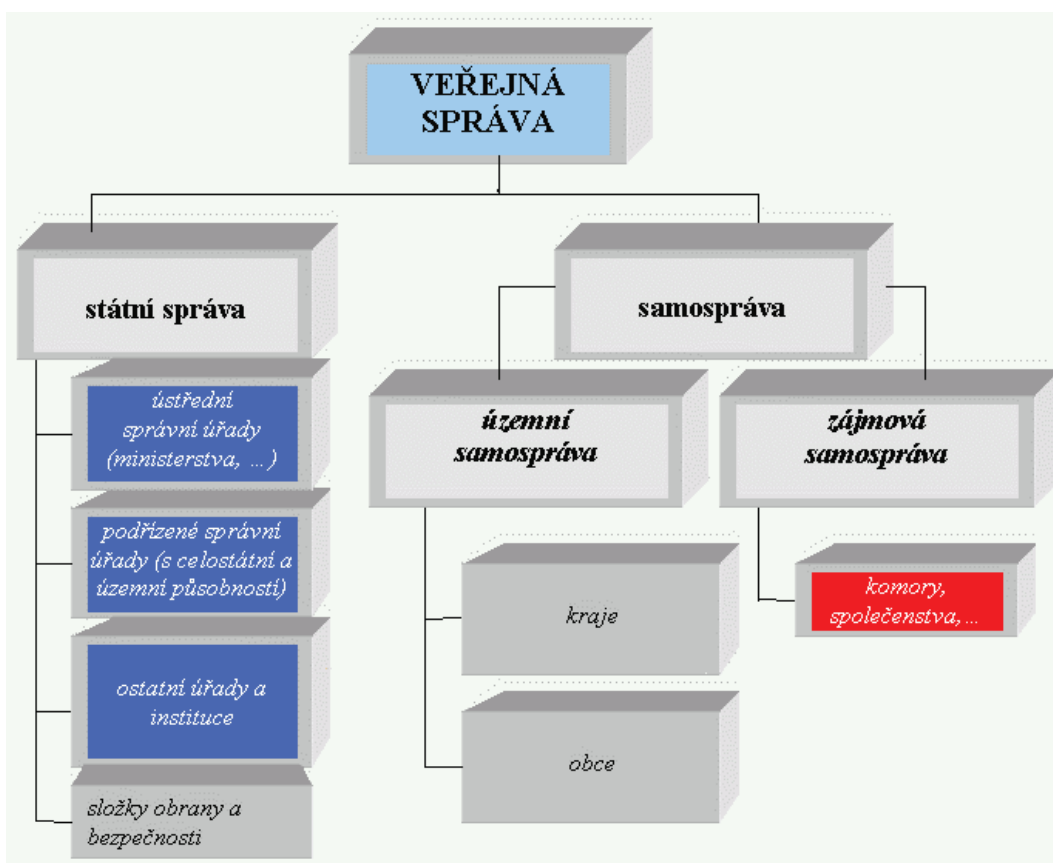 VEŘEJNÁ
SPRÁVA
státní správa
samospráva
ústřední
správní úřady
(ministerstva, …)
podřízené správní
úřady (s celostátní a
územní působností)
ostatní úřady a
instituce
složky obrany a
bezpečnosti
územní
samospráva
zájmová
samospráva
kraje
obce
komory,
společenstva,…